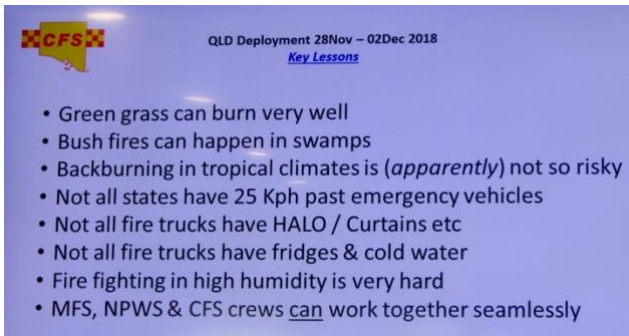 CFS
QLD Deployment 28Nov – 02Dec 2018
Key Lessons
• Green grass can burn very well
• Bush fires can happen in swamps
• Backburning in tropical climates is (apparently) not so risky
• Not all states have 25 Kph past emergency vehicles
• Not all fire trucks have HALO / Curtains etc
• Not all fire trucks have fridges & cold water
• Fire fighting in high humidity is very hard
• MFS, NPWS & CFS crews can work together seamlessly